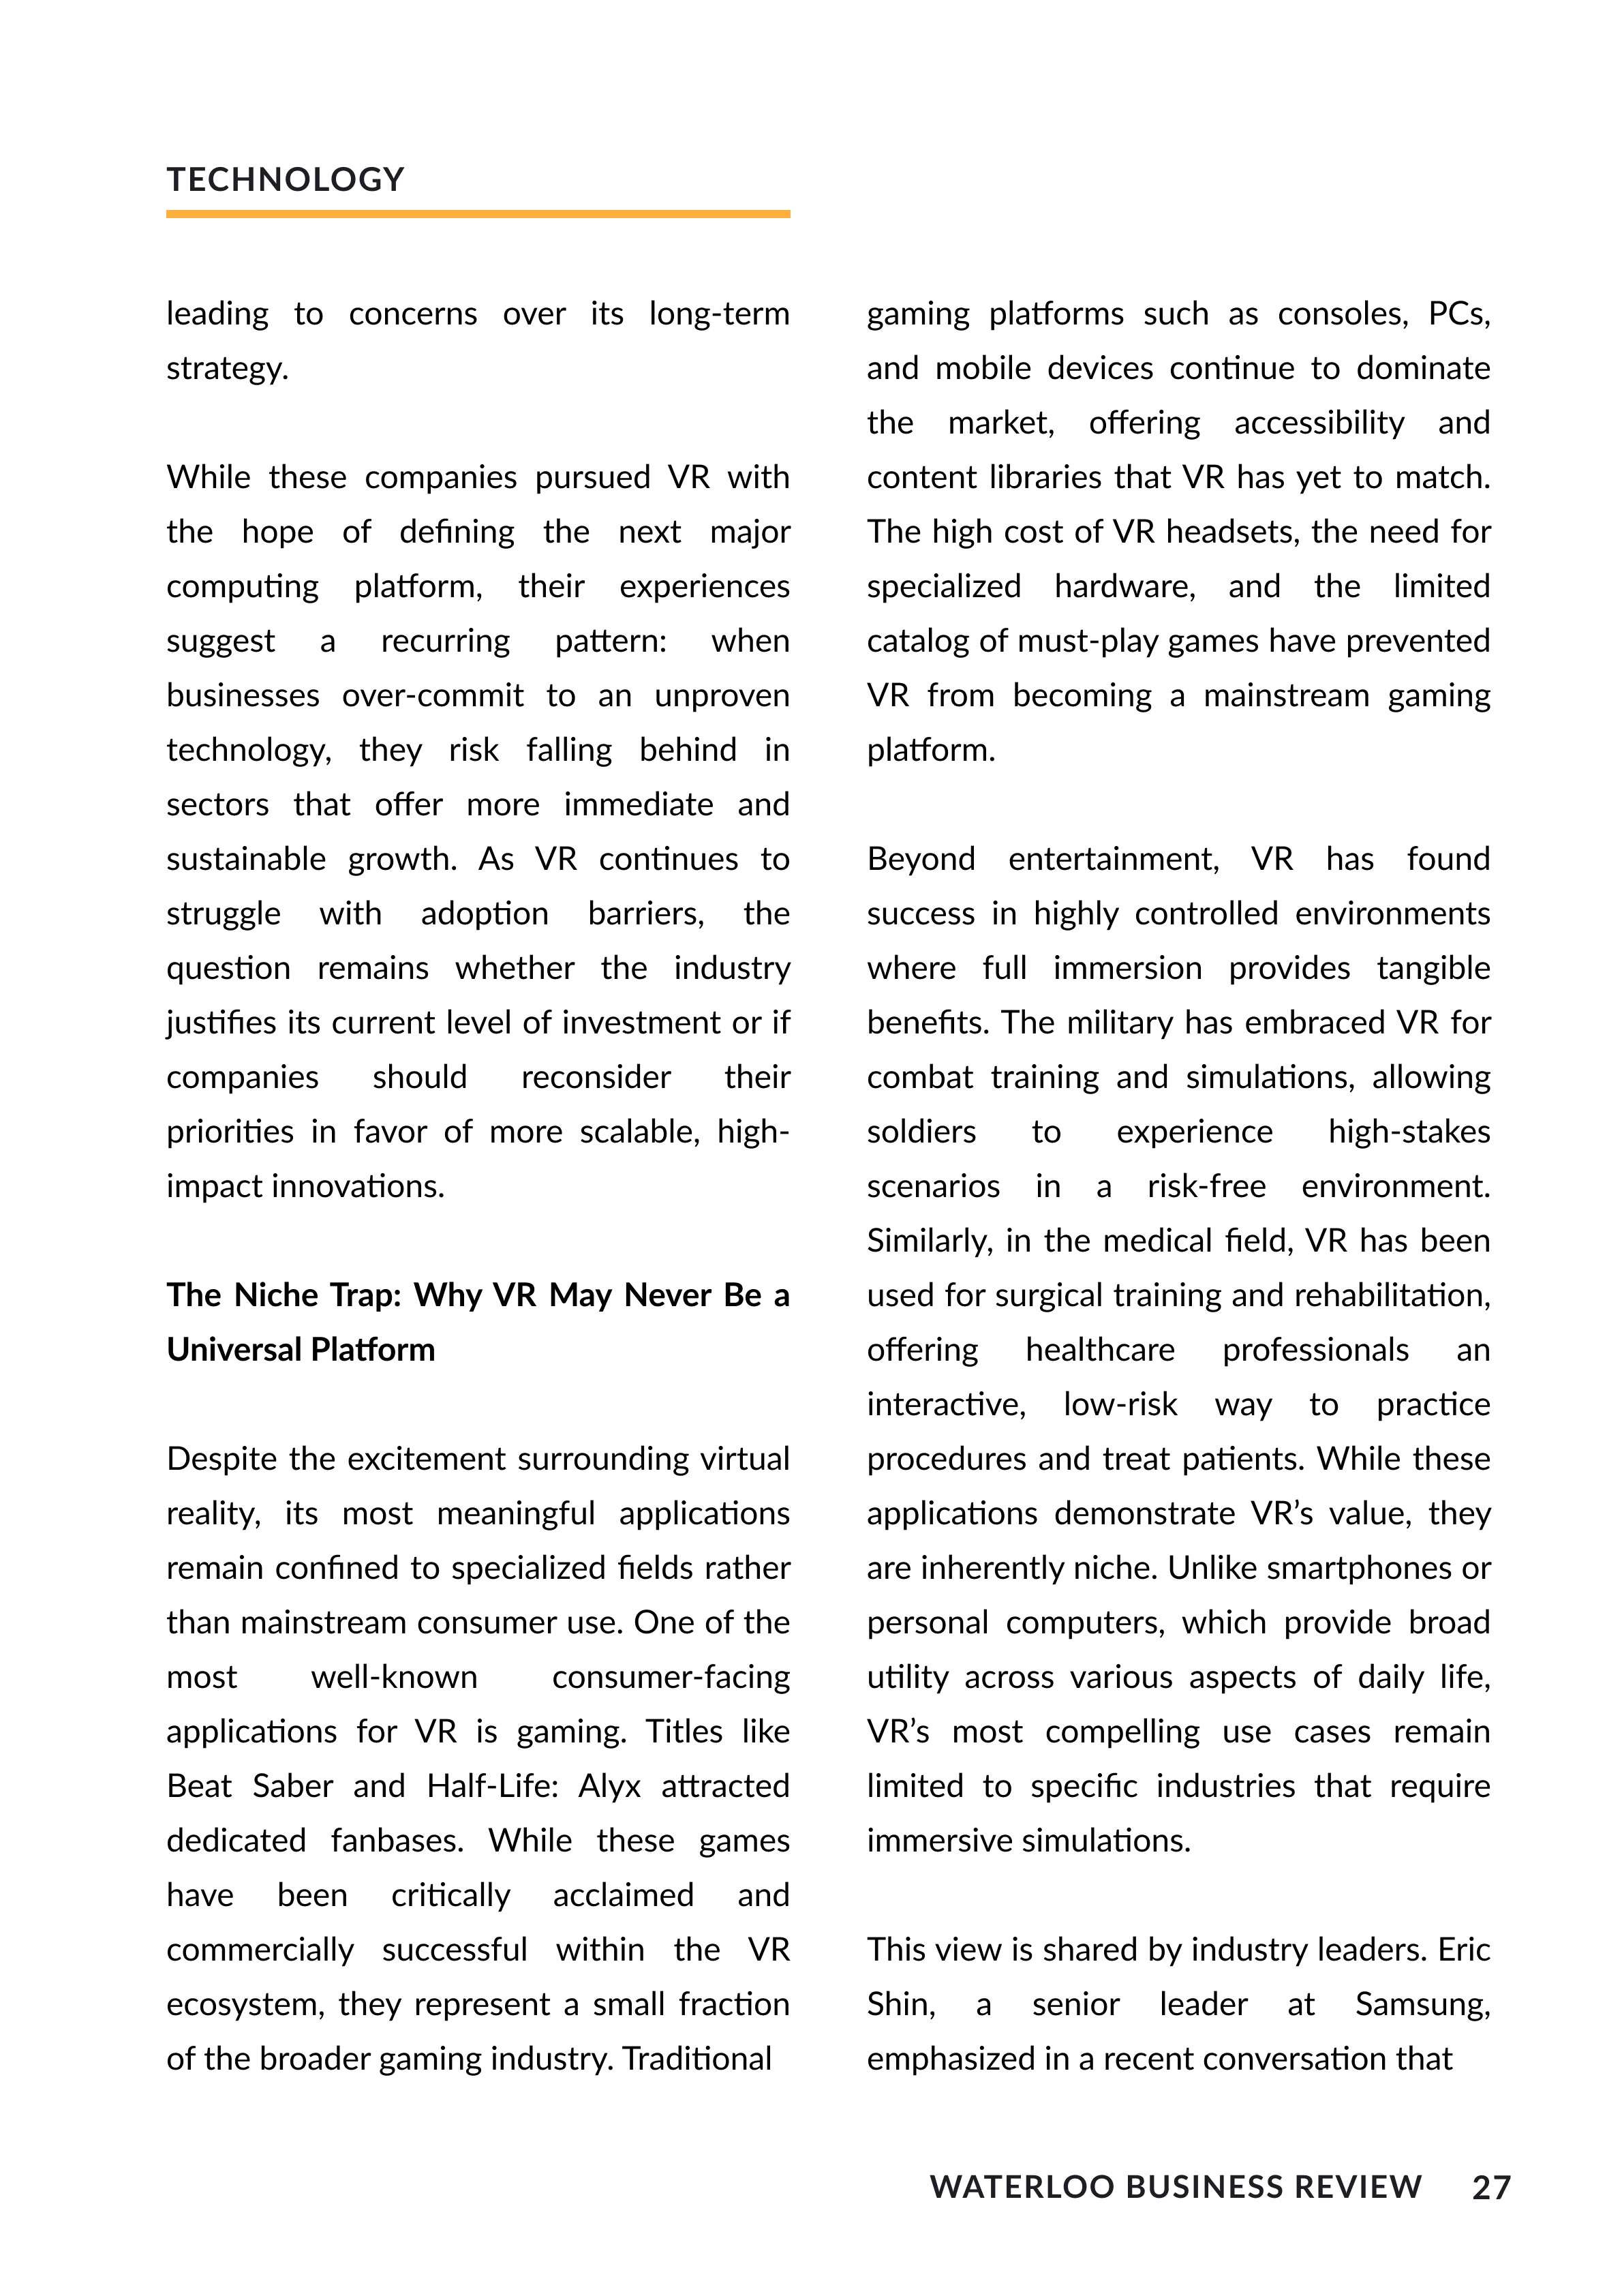 TECHNOLOGY
leading to concerns over its long-term
strategy.
While these companies pursued VR with
the hope of defining the next major
computing platform, their experiences
suggest a recurring pattern: when
businesses over-commit to an unproven
technology, they risk falling behind in
sectors that offer more immediate and
sustainable growth. As VR continues to
struggle with adoption barriers, the
question remains whether the industry
justifies its current level of investment or if
companies should reconsider their
priorities in favor of more scalable, high-
impact innovations.
The Niche Trap: Why VR May Never Be a
Universal Platform
Despite the excitement surrounding virtual
reality, its most meaningful applications
remain confined to specialized fields rather
than mainstream consumer use. One of the
most well-known consumer-facing
applications for VR is gaming. Titles like
Beat Saber and Half-Life: Alyx attracted
dedicated fanbases. While these games
have been critically acclaimed and
commercially successful within the VR
ecosystem, they represent a small fraction
of the broader gaming industry. Traditional
gaming platforms such as consoles, PCs,
and mobile devices continue to dominate
the market, offering accessibility and
content libraries that VR has yet to match.
The high cost of VR headsets, the need for
specialized hardware, and the limited
catalog of must-play games have prevented
VR from becoming a mainstream gaming
platform.
Beyond entertainment, VR has found
success in highly controlled environments
where full immersion provides tangible
benefits. The military has embraced VR for
combat training and simulations, allowing
soldiers to experience high-stakes
scenarios in a risk-free environment.
Similarly, in the medical field, VR has been
used for surgical training and rehabilitation,
offering healthcare professionals an
interactive, low-risk way to practice
procedures and treat patients. While these
applications demonstrate VR’s value, they
are inherently niche. Unlike smartphones or
personal computers, which provide broad
utility across various aspects of daily life,
VR’s most compelling use cases remain
limited to specific industries that require
immersive simulations.
This view is shared by industry leaders. Eric
Shin, a senior leader at Samsung,
emphasized in a recent conversation that
WATERLOO BUSINESS REVIEW 27